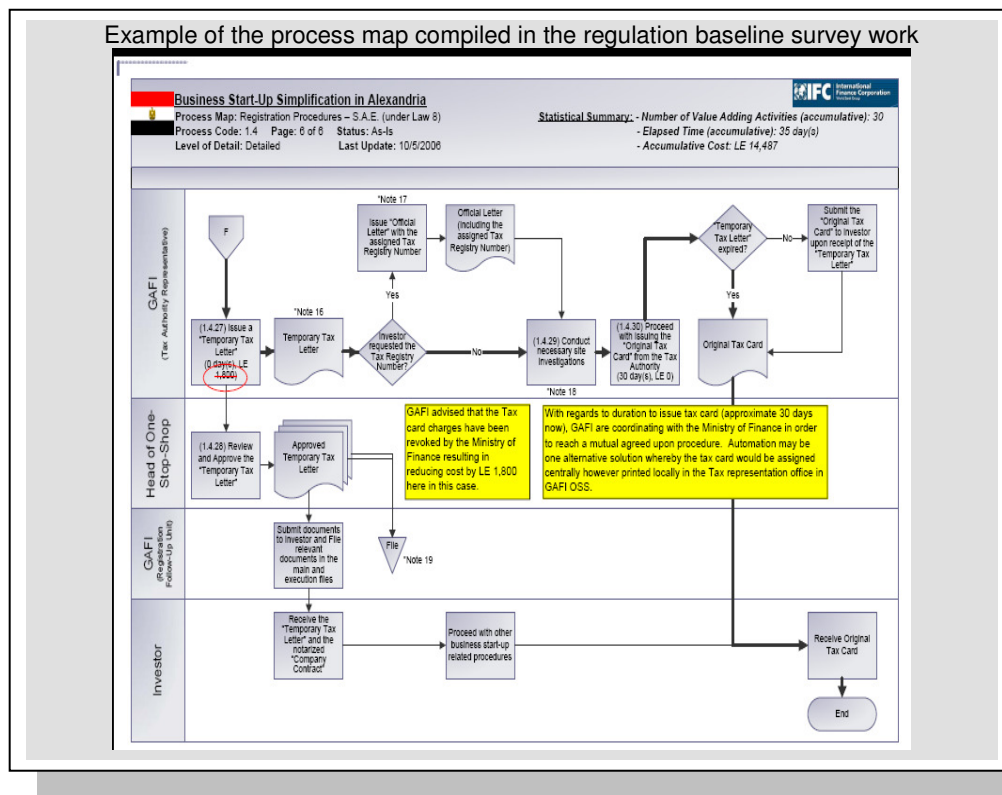 Example of the process map compiled in the regulation baseline survey work
Business Start-Up Simplification in Alexandria
Process Map: Registration Procedures – S.A.E. (under Law 8)
Process Code: 1.4 Page: 6 of 6 Status: As-Is
Level of Detail: Detailed Last Update: 10/5/2006
IFC International
Finance Corporation
World Bank Group
Statistical Summary: - Number of Value Adding Activities (accumulative): 30
- Elapsed Time (accumulative): 35 day(s)
- Accumulative Cost: LE 14,487
GAFI
(Tax Authority Representative)
F
(1.4.27) Issue a
"Temporary Tax
Letter"
(0 day(s), LE
1,800)
*Note 16
Temporary Tax
Letter
Investor
requested the
Tax Registry
Number?
Yes
*Note 17
Issue "Official
Letter" with the
assigned Tax
Registry Number
Official Letter
(including the
assigned Tax
Registry Number)
No
(1.4.29) Conduct
necessary site
Investigations
*Note 18
(1.4.30) Proceed
with issuing the
"Original Tax
Card" from the Tax
Authority
(30 day(s), LE 0)
"Temporary
Tax Letter"
expired?
No
Submit the
"Original Tax
Card" to Investor
upon receipt of the
"Temporary Tax
Letter"
Yes
Original Tax Card
Head of One-
Stop-Shop
(1.4.28) Review
and Approve the
"Temporary Tax
Letter"
Approved
Temporary Tax
Letter
GAFI advised that the Tax
card charges have been
revoked by the Ministry of
Finance resulting in
reducing cost by LE 1,800
here in this case.
With regards to duration to issue tax card (approximate 30 days
now), GAFI are coordinating with the Ministry of Finance in order
to reach a mutual agreed upon procedure. Automation may be
one alternative solution whereby the tax card would be assigned
centrally however printed locally in the Tax representation office in
GAFI OSS.
GAFI
(Registration
Follow-Up Unit)
Submit documents
to Investor and File
relevant
documents in the
main and
execution files
File
*Note 19
Investor
Receive the
"Temporary Tax
Letter" and the
notarized
"Company
Contract"
Proceed with other
business start-up
related procedures
Receive Original
Tax Card
End